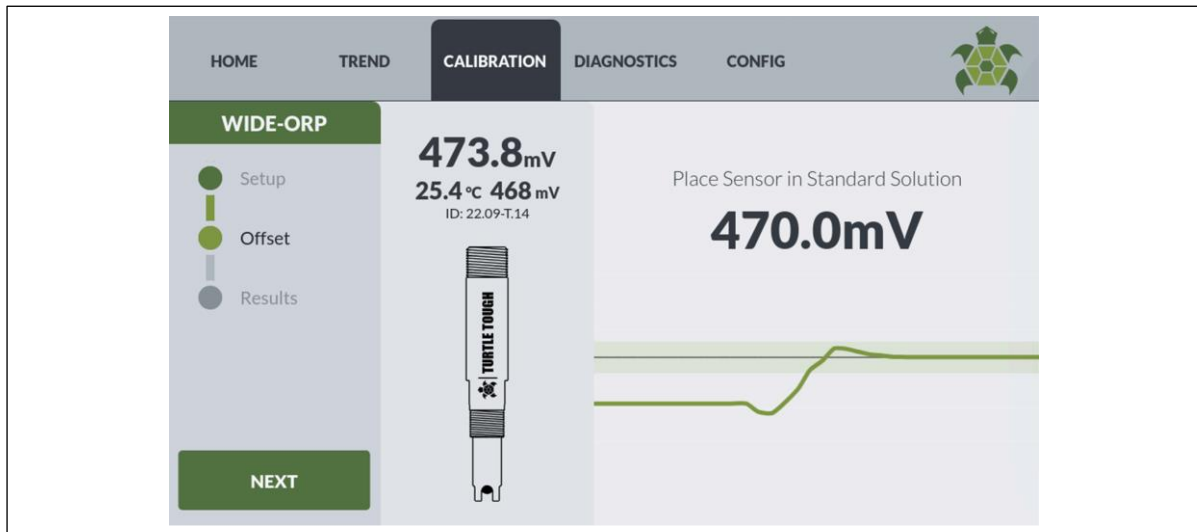 HOME TREND CALIBRATION DIAGNOSTICS CONFIG
WIDE-ORP
Setup
Offset
Results
NEXT
473.8mV
25.4 °C 468 mV
ID: 22.09-T.14
TURTLE TOUGH
Place Sensor in Standard Solution
470.0mV